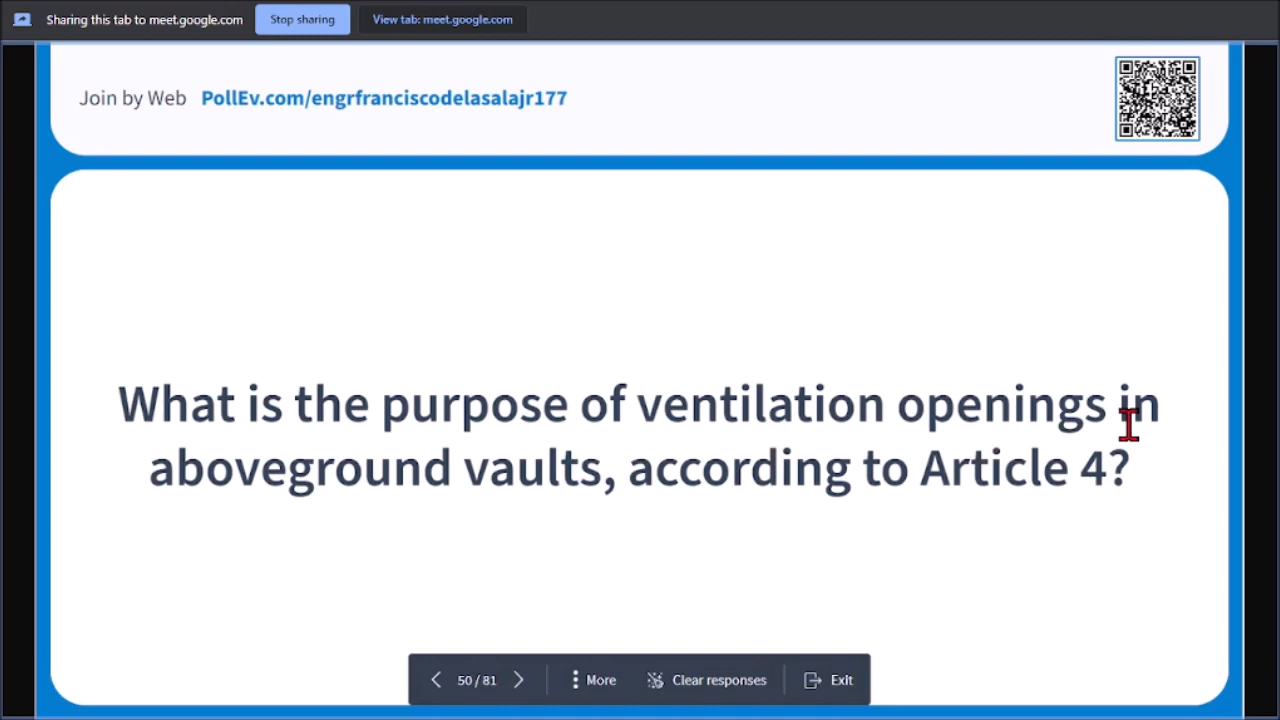 Sharing this tab to meet.google.com Stop sharing View tab: meet.google.com
Join by Web PollEv.com/engrfranciscodelasalajr177
What is the purpose of ventilation openings in
aboveground vaults, according to Article 4?
50 / 81 More Clear responses Exit